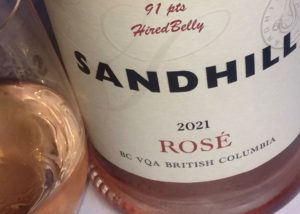 91 pts
HiredBelly
SANDHILL
2021
ROSÉ
BC VQA BRITISH COLUMBIA